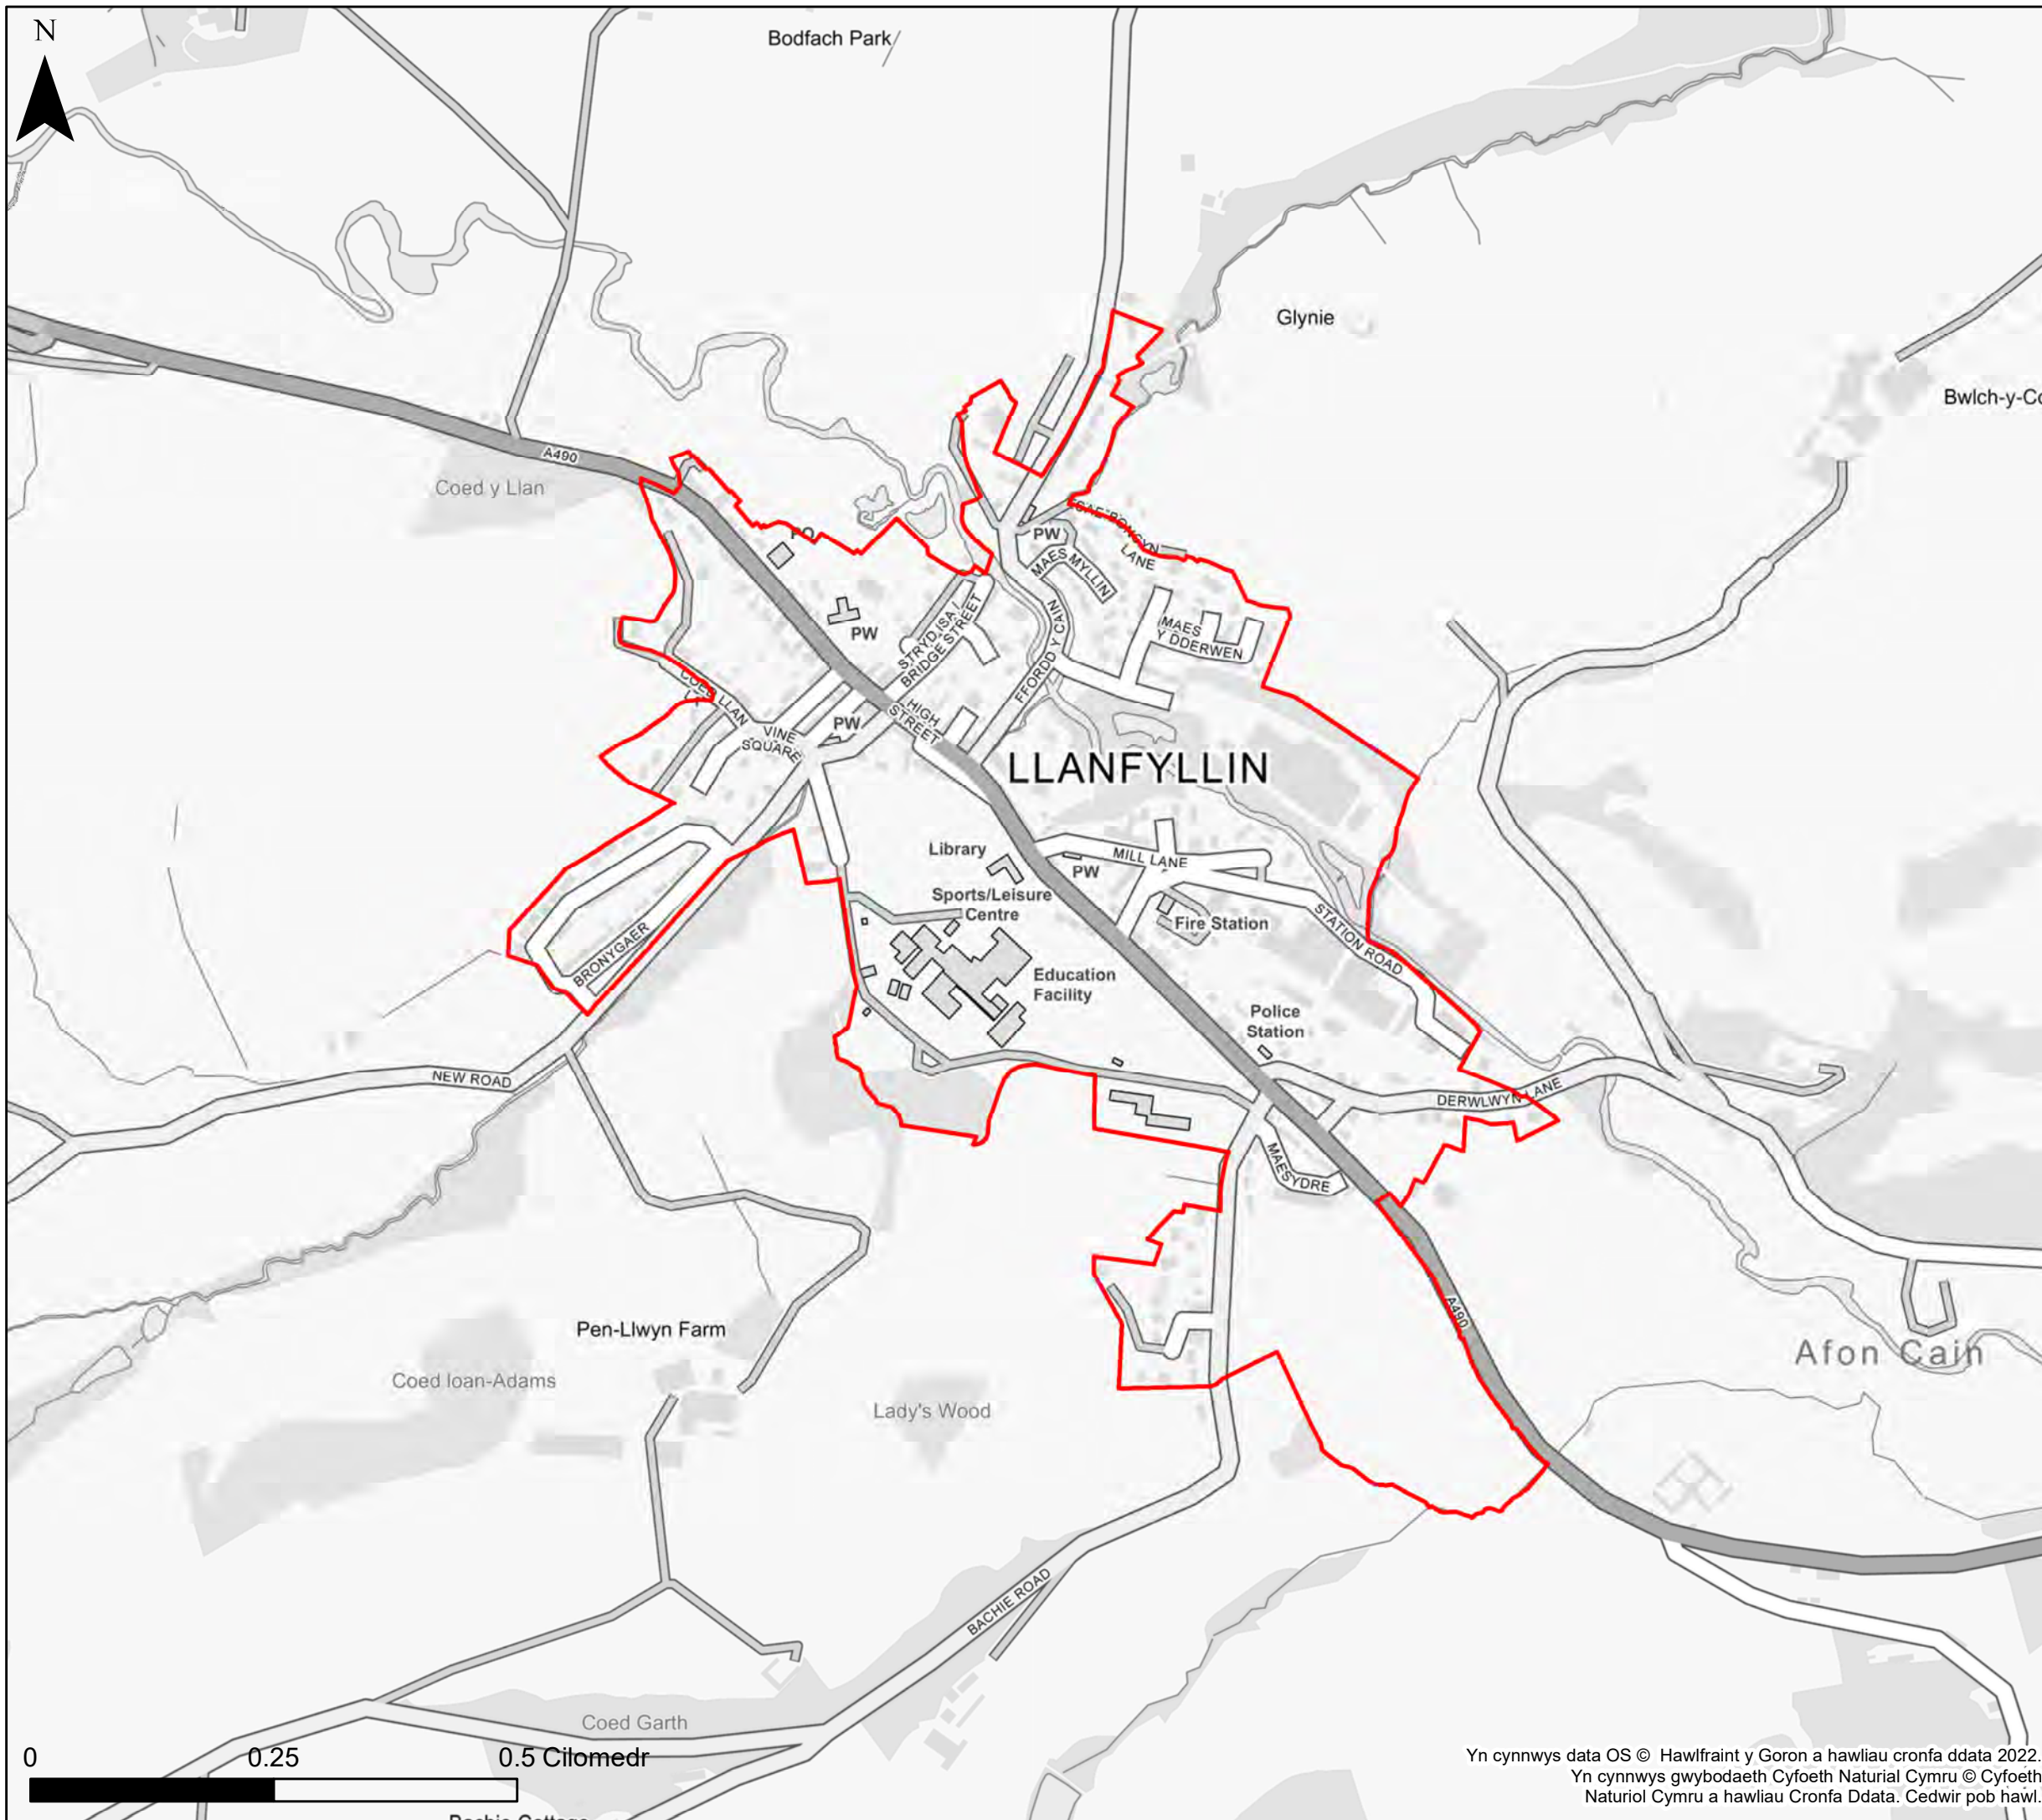 N
Bodfach Park
Glynie
A490
Coed y Llan
PO
PW
MAES MYLLIN
LANE
MAES
Y DDERWEN
PW
STRYD ISA /
BRIDGE STREET
FFORDD Y CAIN
COED LLAN
VINE
SQUARE
PW
HIGH
STREET
LLANFYLLIN
Library
MILL LANE
PW
Sports/Leisure
Centre
Fire Station
STATION ROAD
BRONYGAER
Education
Facility
Police
Station
NEW ROAD
DERWLWYN LANE
MAESYDRE
A490
Pen-Llwyn Farm
Afon Cain
Coed Ioan-Adams
Lady's Wood
BACHIE ROAD
Coed Garth
0 0.25 0.5 Cilomedr
Yn cynnwys data OS © Hawlfraint y Goron a hawliau cronfa ddata 2022.
Yn cynnwys gwybodaeth Cyfoeth Naturial Cymru © Cyfoeth
Naturiol Cymru a hawliau Cronfa Ddata. Cedwir pob hawl.